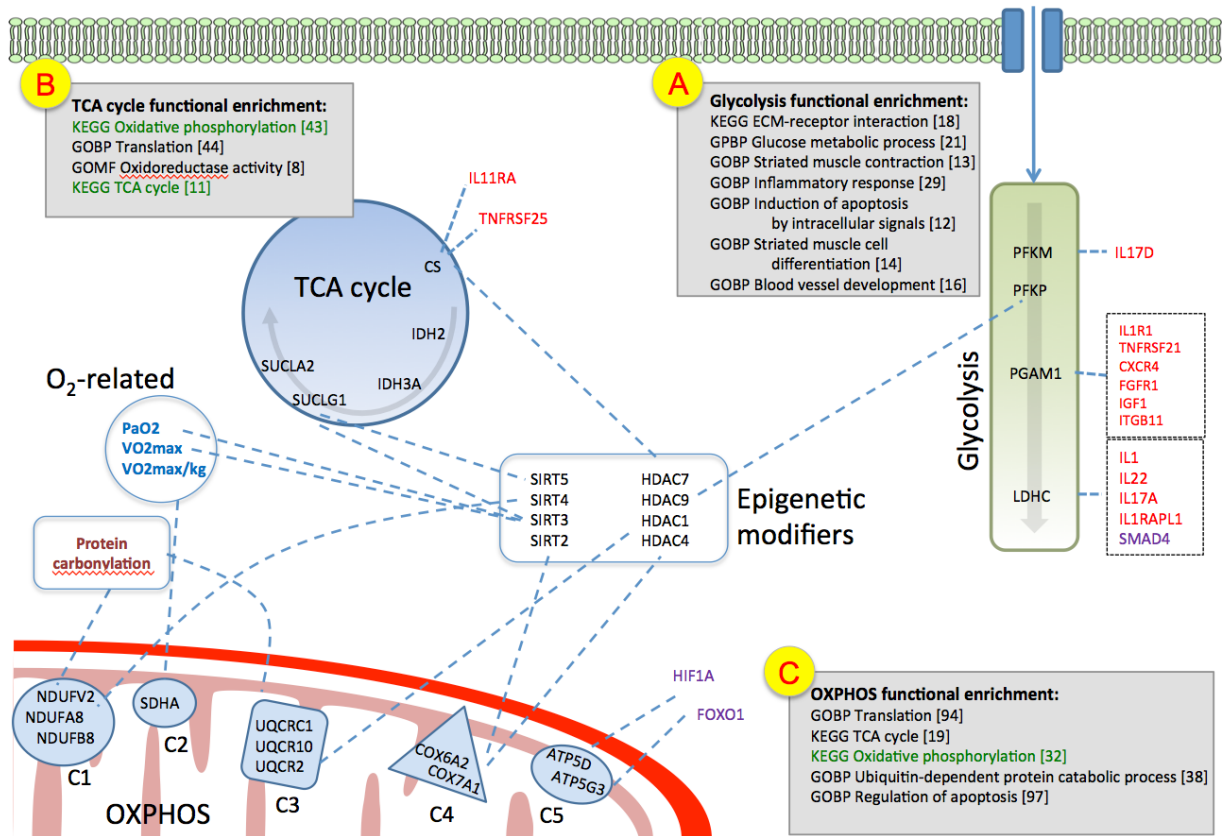 B
TCA cycle functional enrichment:
KEGG Oxidative phosphorylation [43]
GOBP Translation [44]
GOMF Oxidoreductase activity [8]
KEGG TCA cycle [11]
A
Glycolysis functional enrichment:
KEGG ECM-receptor interaction [18]
GPBP Glucose metabolic process [21]
GOBP Striated muscle contraction [13]
GOBP Inflammatory response [29]
GOBP Induction of apoptosis
by intracellular signals [12]
GOBP Striated muscle cell
differentiation [14]
GOBP Blood vessel development [16]
IL11RA
TNFRSF25
TCA cycle
CS
IDH2
IDH3A
SUCLA2
SUCLG1
Glycolysis
PFKM
PFKP
PGAM1
LDHC
IL17D
IL1R1
TNFRSF21
CXCR4
FGFR1
IGF1
ITGB11
IL1
IL22
IL17A
IL1RAPL1
SMAD4
O2-related
PaO2
VO2max
VO2max/kg
Protein
carbonylation
SIRT5
SIRT4
SIRT3
SIRT2
HDAC7
HDAC9
HDAC1
HDAC4
Epigenetic
modifiers
NDUFV2
NDUFA8
NDUFB8
C1
SDHA
C2
UQCRC1
UQCR10
UQCR2
C3
COX6A2
COX7A1
C4
ATP5D
ATP5G3
C5
HIF1A
FOXO1
OXPHOS
C
OXPHOS functional enrichment:
GOBP Translation [94]
KEGG TCA cycle [19]
KEGG Oxidative phosphorylation [32]
GOBP Ubiquitin-dependent protein catabolic process [38]
GOBP Regulation of apoptosis [97]